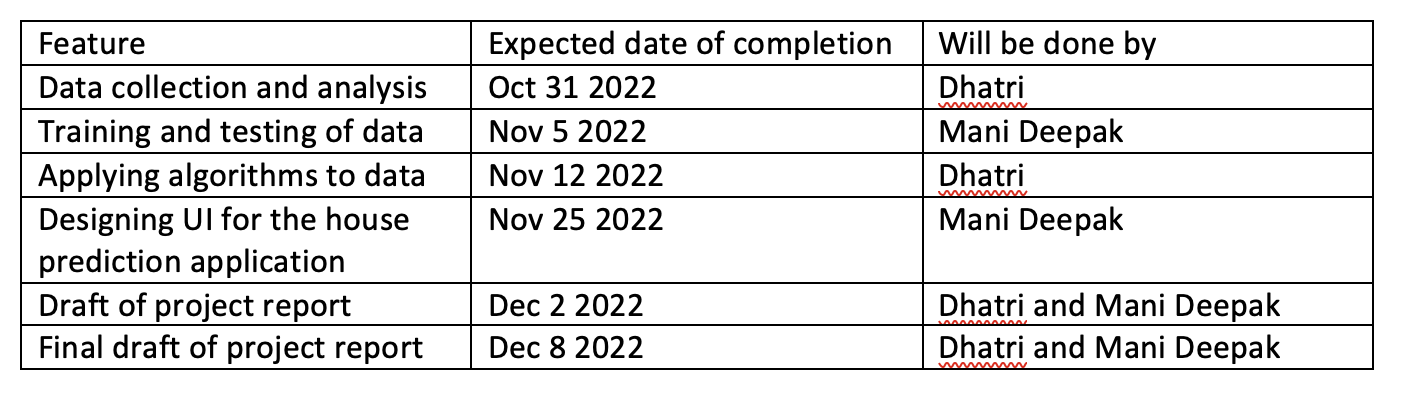 Feature Expected date of completion Will be done by
Data collection and analysis Oct 31 2022 Dhatri
Training and testing of data Nov 5 2022 Mani Deepak
Applying algorithms to data Nov 12 2022 Dhatri
Designing UI for the house Nov 25 2022 Mani Deepak
prediction application
Draft of project report Dec 2 2022 Dhatri and Mani Deepak
Final draft of project report Dec 8 2022 Dhatri and Mani Deepak